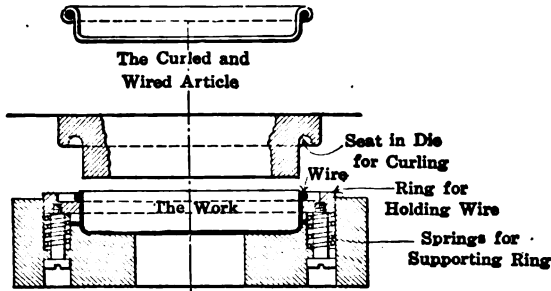 The Curled and
Wired Article
Seat in Die
for Curling
Wire
Ring for
Holding Wire
The Work
Springs for
Supporting Ring